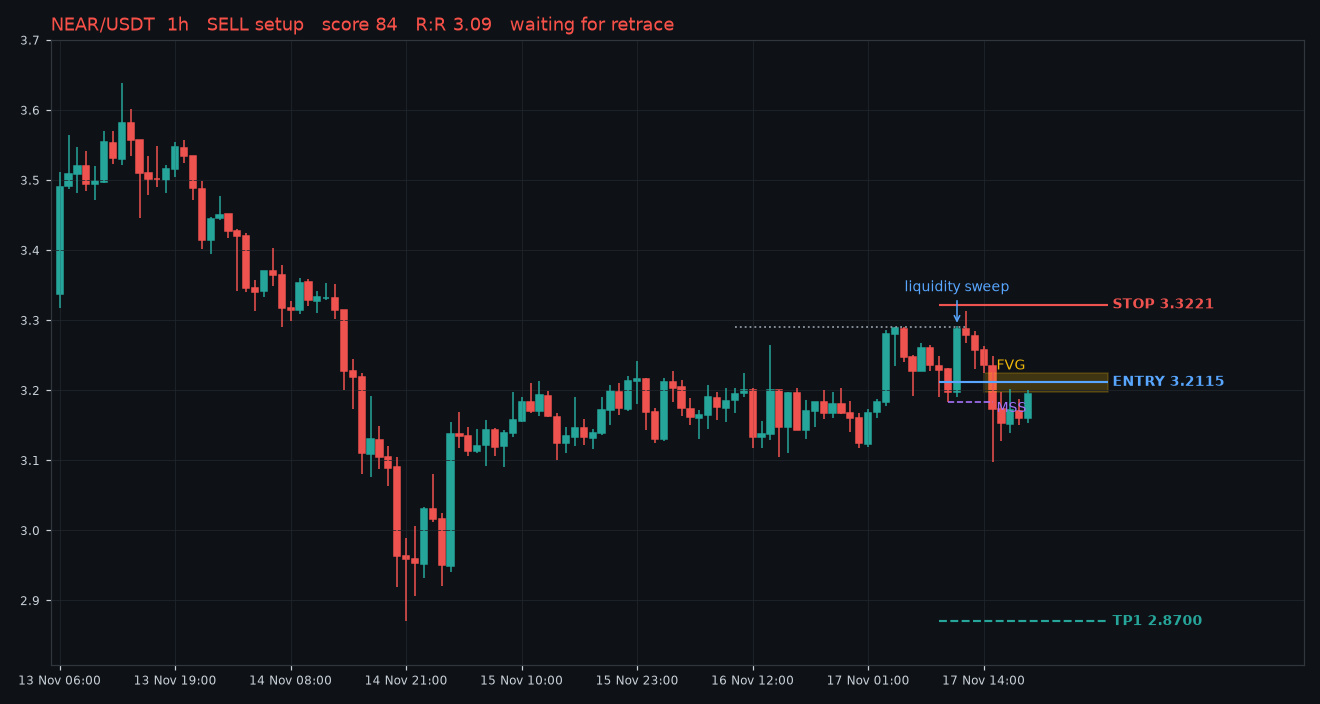 NEAR/USDT 1h SELL setup score 84 R:R 3.09 waiting for retrace
3.7
3.6
3.5
3.4
3.3
3.2
3.1
3.0
2.9
liquidity sweep
STOP 3.3221
FVG
ENTRY 3.2115
MSS
TP1 2.8700
13 Nov 06:00
13 Nov 19:00
14 Nov 08:00
14 Nov 21:00
15 Nov 10:00
15 Nov 23:00
16 Nov 12:00
17 Nov 01:00
17 Nov 14:00